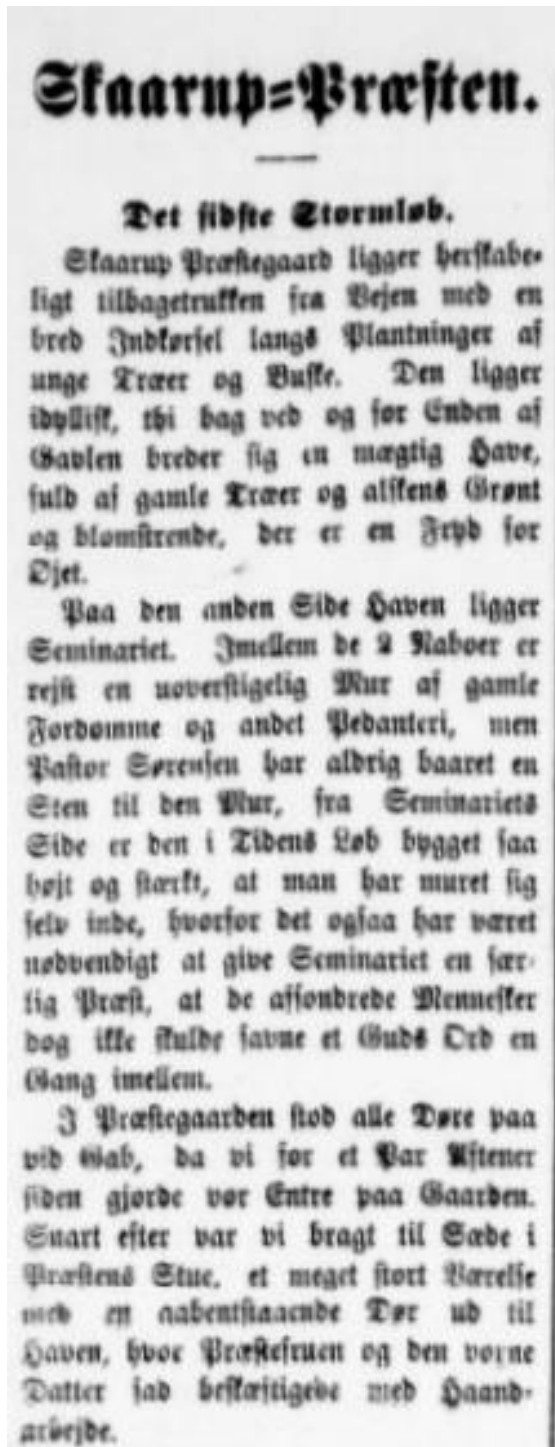 Skaarup=Præsten.
Det sidste Stormløb.
Skaarup Præstegaard ligger herskabe=
ligt tilbagetrukken fra Vejen med en
bred Indkørsel langs Plantninger af
unge Træer og Buske. Den ligger
idyllisk, thi bag ved og for Enden af
Gavlen breder sig en mægtig Have,
fuld af gamle Træer og alskens Grønt
og blomstrende, der er en Fryd for
Øjet.
Paa den anden Side Haven ligger
Seminariet. Imellem de 2 Naboer er
rejst en uoverstigelig Mur af gamle
Fordomme og andet Pedanteri, men
Pastor Sørensen har aldrig baaret en
Sten til den Mur, fra Seminariets
Side er den i Tidens Løb bygget saa
højt og stærkt, at man har muret sig
selv inde, hvorfor det ogsaa har været
nødvendigt at give Seminariet en sær=
lig Præst, at de afsondrede Mennesker
dog ikke skulde savne et Guds Ord en
Gang imellem.
I Præstegaarden stod alle Døre paa
vid Gab, da vi for et Par Aftener
siden gjorde vor Entre paa Gaarden.
Snart efter var vi bragt til Sæde i
Præstens Stue, et meget stort Værelse
med en aabentstaaende Dør ud til
Haven, hvor Præstefruen og den voxne
Datter sad beskæftigede med Haand=
arbejde.